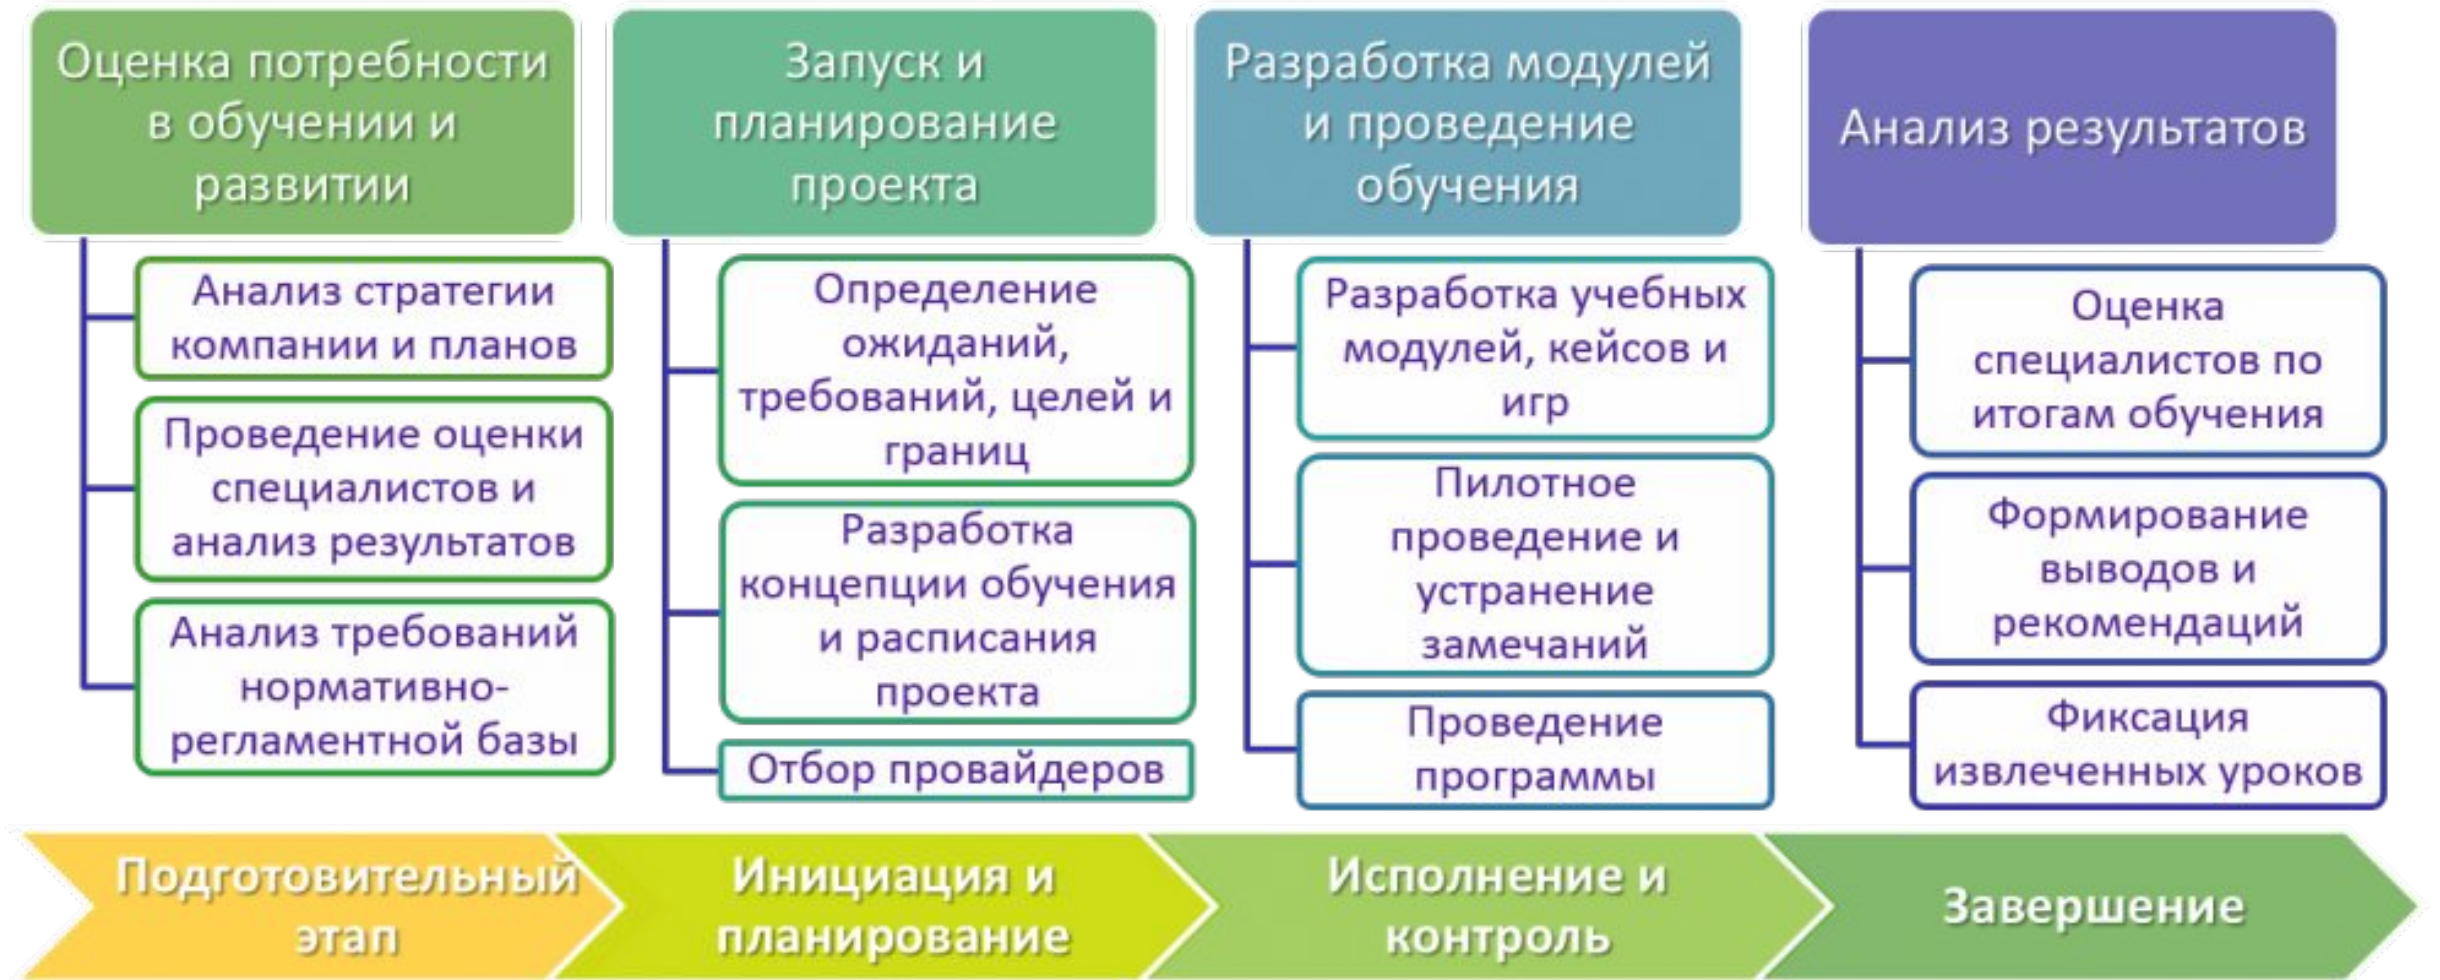 Оценка потребности
в обучении и
развитии
Анализ стратегии
компании и планов
Проведение оценки
специалистов и
анализ результатов
Анализ требований
нормативно-
регламентной базы
Запуск и
планирование
проекта
Определение
ожиданий,
требований, целей и
границ
Разработка
концепции обучения
и расписания
проекта
Отбор провайдеров
Разработка модулей
и проведение
обучения
Разработка учебных
модулей, кейсов и
игр
Пилотное
проведение и
устранение
замечаний
Проведение
программы
Анализ результатов
Оценка
специалистов по
итогам обучения
Формирование
выводов и
рекомендаций
Фиксация
извлеченных уроков
Подготовительный
этап
Инициация и
планирование
Исполнение и
контроль
Завершение